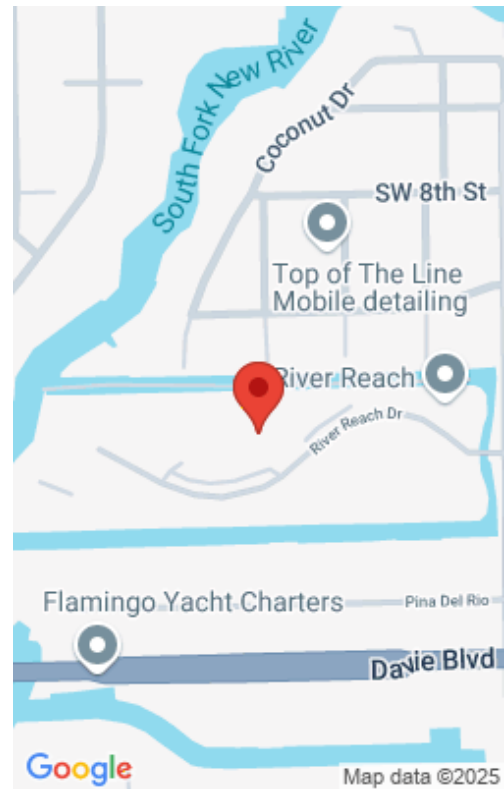 South Fork New River
Coconut Dr
SW 8th St
Top of The Line
Mobile detailing
River Reach
River Reach Dr
Flamingo Yacht Charters
Pina Del Rio
Davie Blvd
Google
Map data ©2025